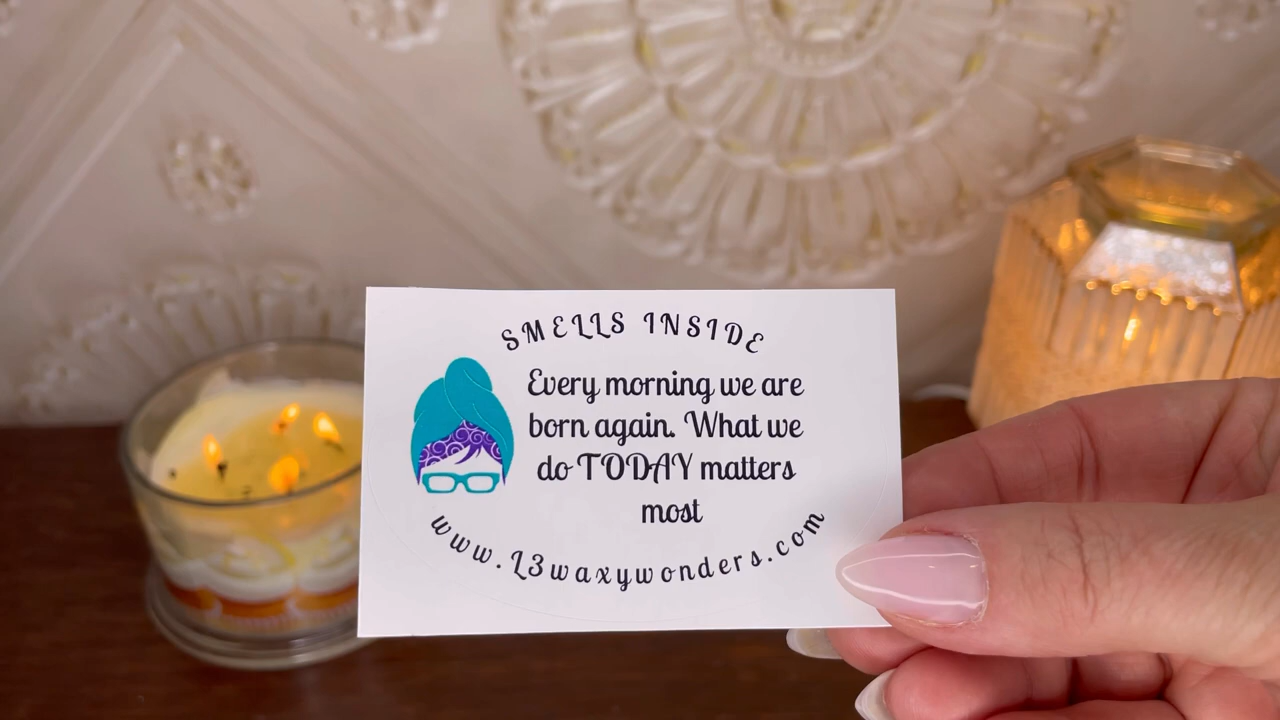 SMELLS INSIDE
Every morning we are
born again. What we
do TODAY matters
most
www.L3waxywonders.com